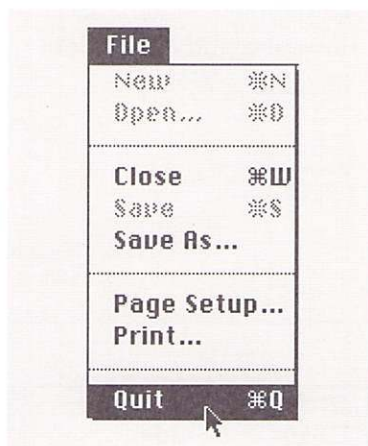 File
New ⌘N
Open... ⌘O
Close ⌘W
Save ⌘S
Save As...
Page Setup...
Print...
Quit ⌘Q